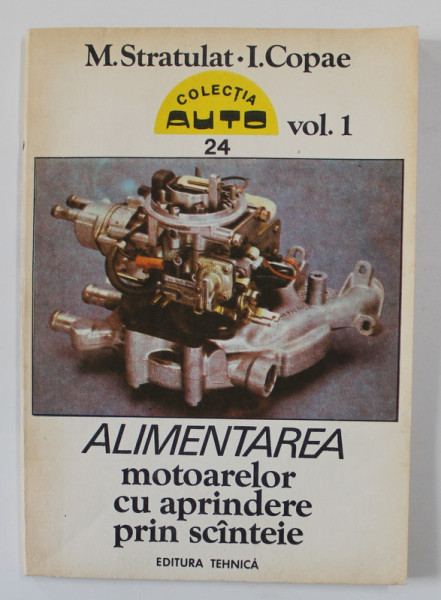 M. Stratulat • I. Copae
COLECȚIA
AUTO
vol. 1
24
ALIMENTAREA
motoarelor
cu aprindere
prin scînteie
EDITURA TEHNICĂ